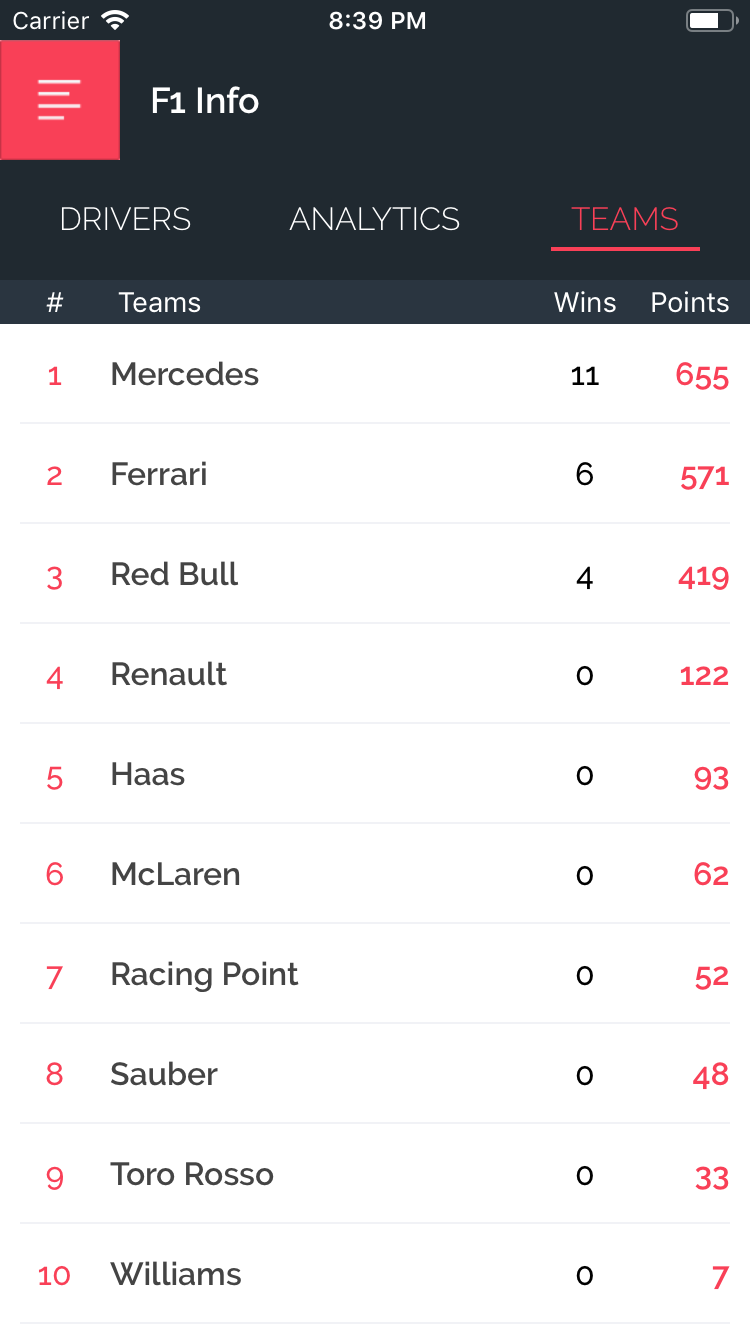 Carrier 8:39 PM
F1 Info
DRIVERS ANALYTICS TEAMS
# Teams Wins Points
1 Mercedes 11 655
2 Ferrari 6 571
3 Red Bull 4 419
4 Renault 0 122
5 Haas 0 93
6 McLaren 0 62
7 Racing Point 0 52
8 Sauber 0 48
9 Toro Rosso 0 33
10 Williams 0 7